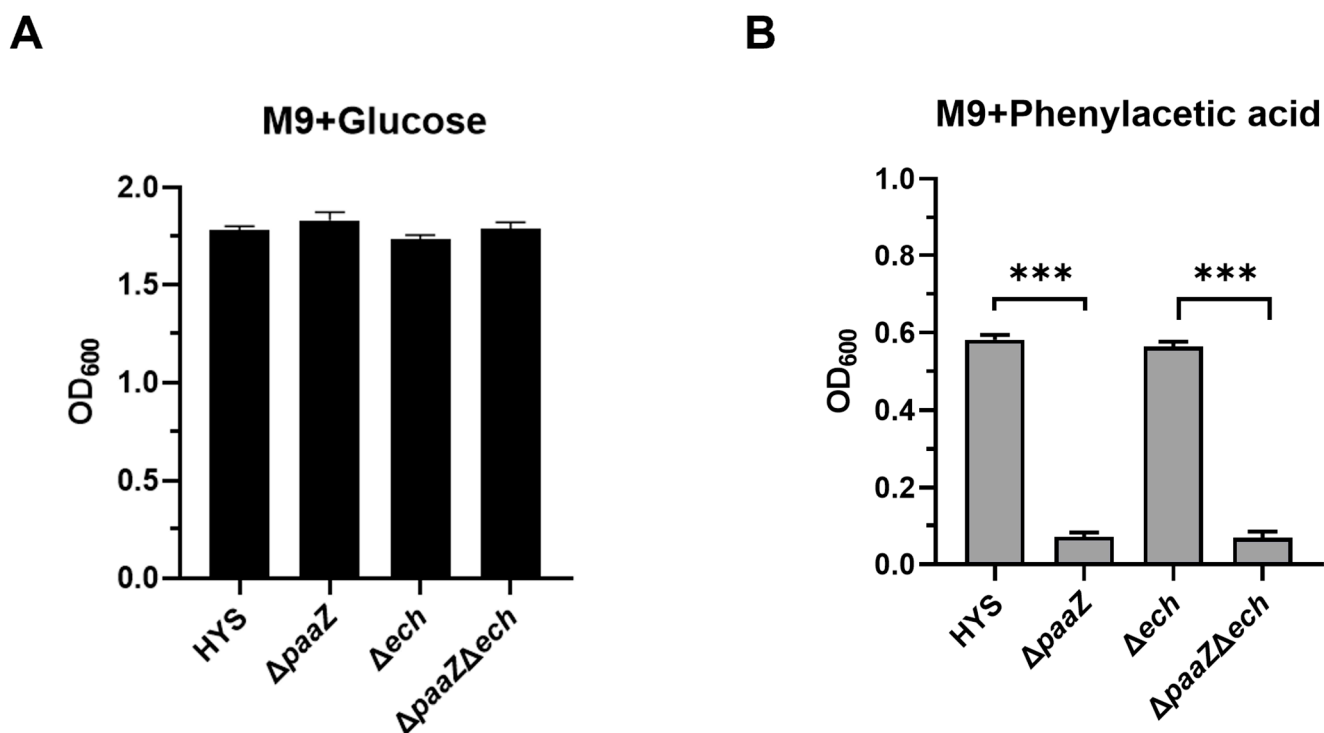 A
M9+Glucose
OD600
2.0
1.5
1.0
0.5
0.0
HYS
ΔpaaZ
Δech
ΔpaaZΔech
B
M9+Phenylacetic acid
OD600
1.0
0.8
0.6
0.4
0.2
0.0
***
***
HYS
ΔpaaZ
Δech
ΔpaaZΔech